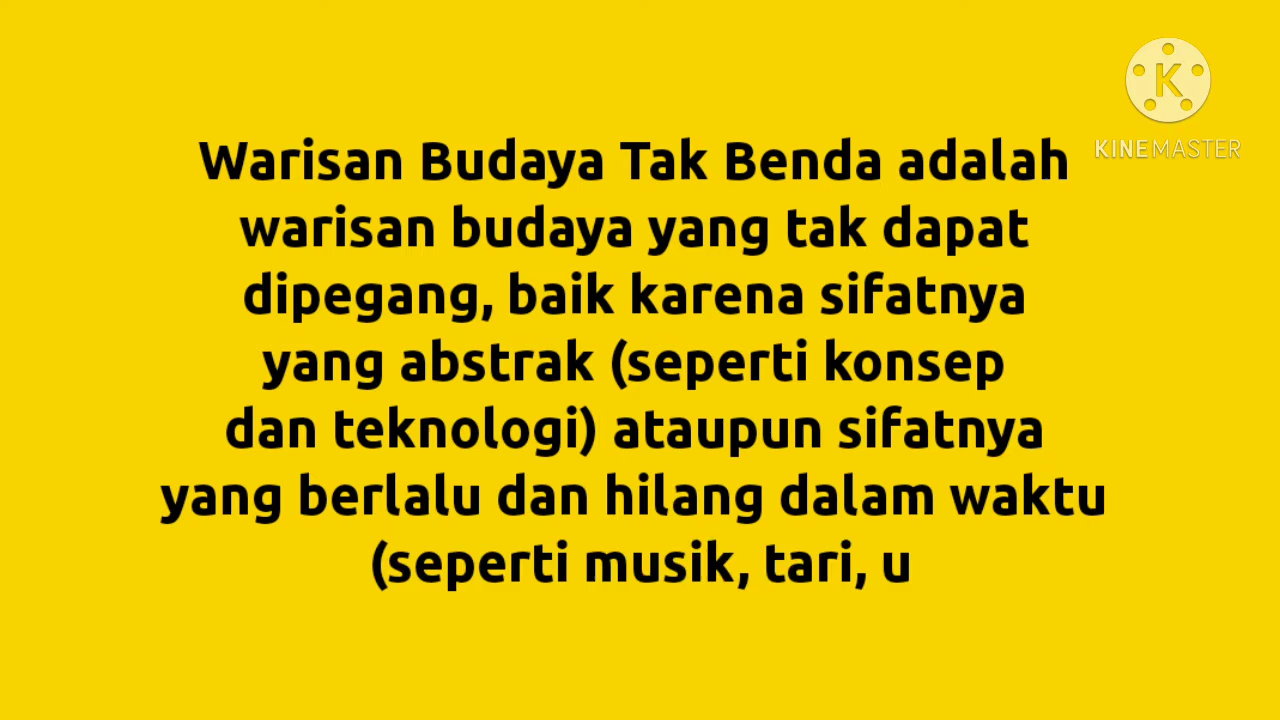 KINEMASTER
Warisan Budaya Tak Benda adalah
warisan budaya yang tak dapat
dipegang, baik karena sifatnya
yang abstrak (seperti konsep
dan teknologi) ataupun sifatnya
yang berlalu dan hilang dalam waktu
(seperti musik, tari, u